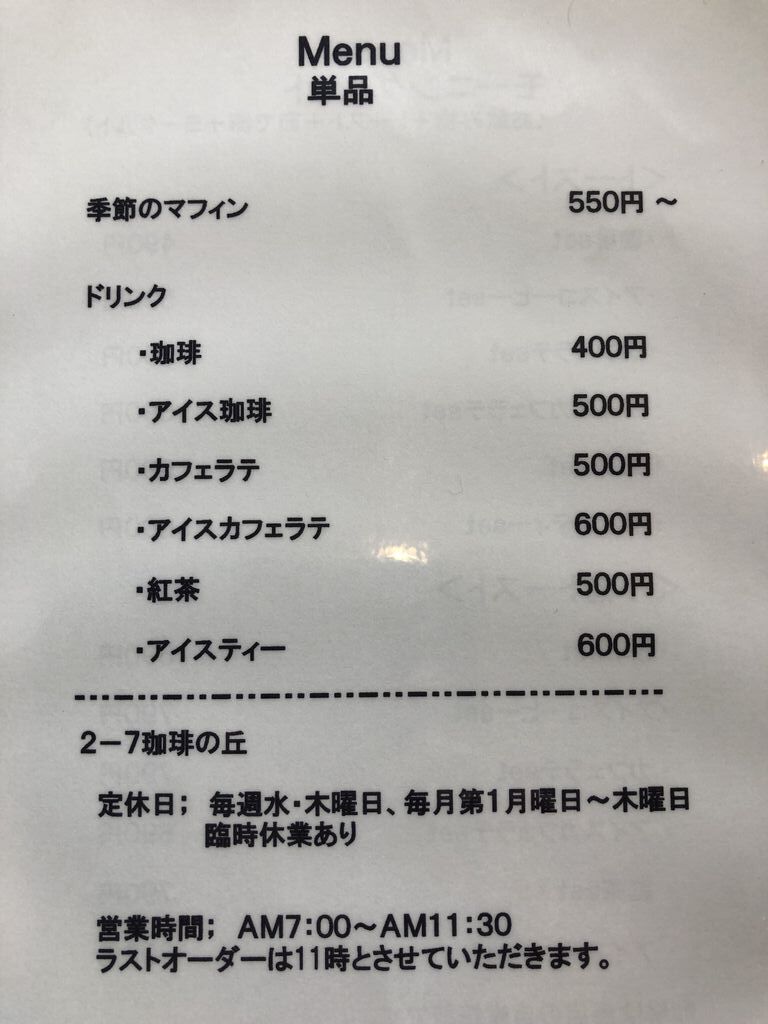 Menu
単品
季節のマフィン 550円 ~
ドリンク
・珈琲 400円
・アイス珈琲 500円
・カフェラテ 500円
・アイスカフェラテ 600円
・紅茶 500円
・アイスティー 600円
2−7珈琲の丘
定休日; 毎週水・木曜日、毎月第1月曜日〜木曜日
臨時休業あり
営業時間; AM7:00〜AM11:30
ラストオーダーは11時とさせていただきます。